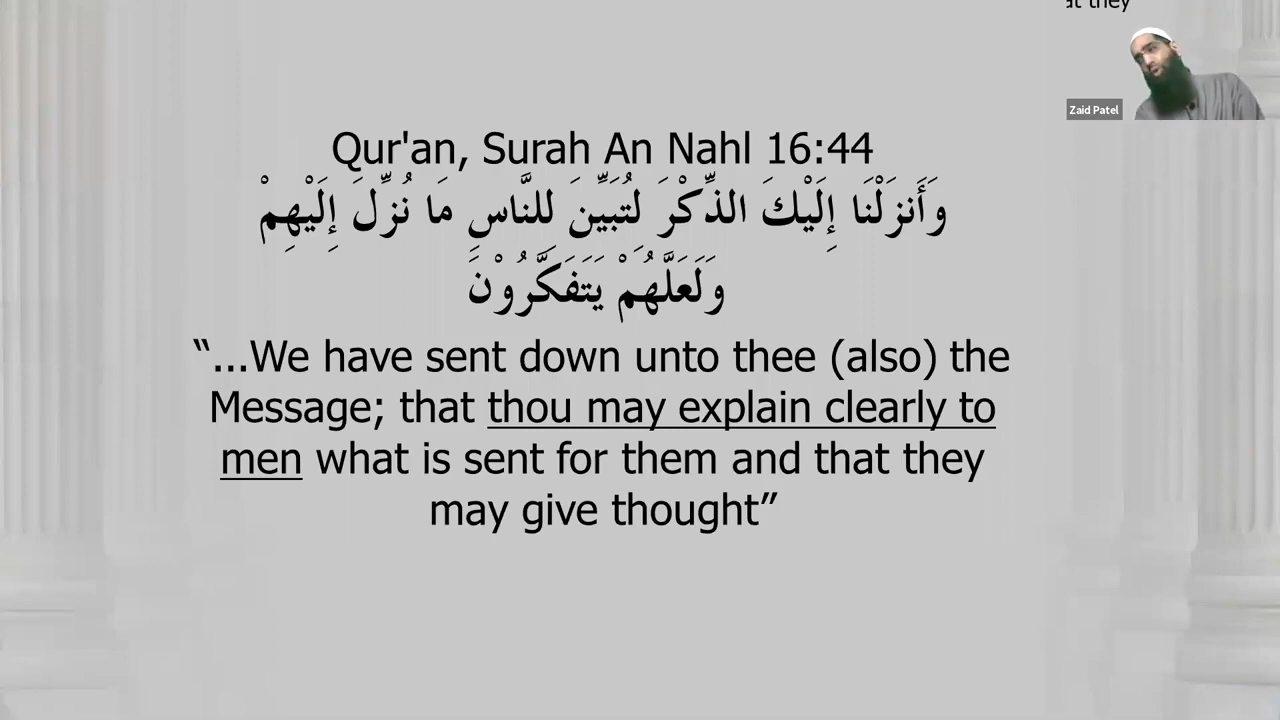 at they
Zaid Patel
Qur'an, Surah An Nahl 16:44
وَأَنزَلْنَا إِلَيْكَ الذِّكْرَ لِتُبَيِّنَ لِلنَّاسِ مَا نُزِّلَ إِلَيْهِمْ
وَلَعَلَّهُمْ يَتَفَكَّرُوْنَ
“...We have sent down unto thee (also) the
Message; that thou may explain clearly to
men what is sent for them and that they
may give thought”